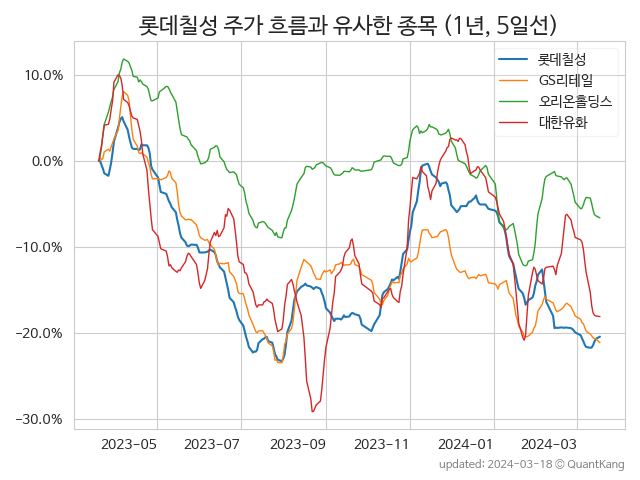 롯데칠성 주가 흐름과 유사한 종목 (1년, 5일선)
롯데칠성
GS리테일
오리온홀딩스
대한유화
10.0%
0.0%
−10.0%
−20.0%
−30.0%
2023-05 2023-07 2023-09 2023-11 2024-01 2024-03
updated: 2024-03-18 © QuantKang